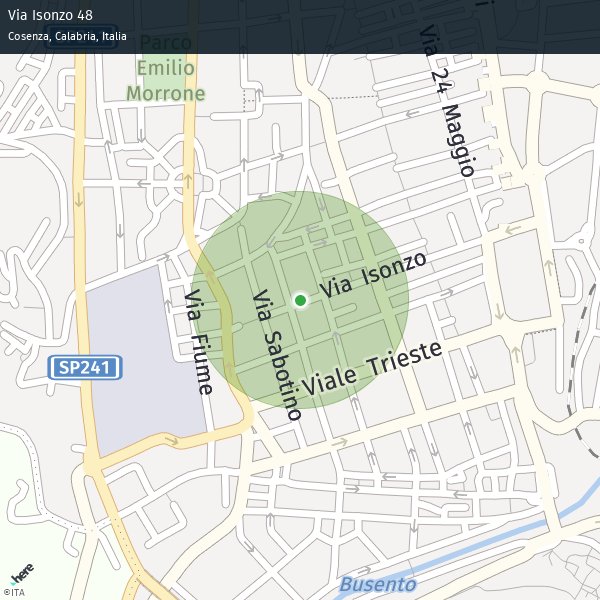 Via Isonzo 48
Cosenza, Calabria, Italia
Parco
Emilio
Morrone
Via 24 Maggio
Via Isonzo
Via Fiume
Via Sabotino
Viale Trieste
SP241
Busento
here
©ITA